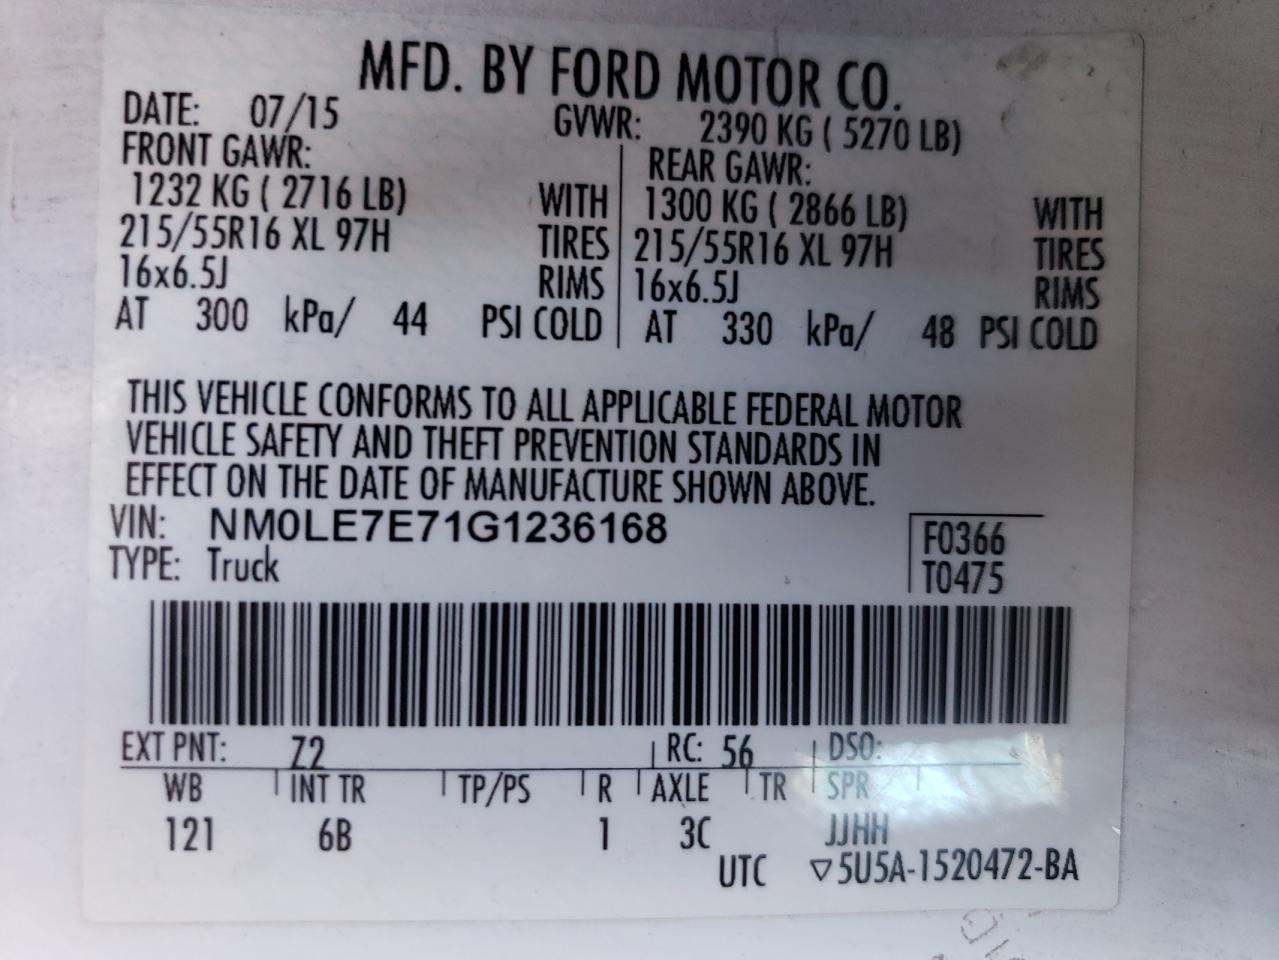 MFD. BY FORD MOTOR CO.
DATE: 07/15 GVWR: 2390 KG ( 5270 LB)
FRONT GAWR: REAR GAWR:
1232 KG ( 2716 LB) WITH 1300 KG ( 2866 LB) WITH
215/55R16 XL 97H TIRES 215/55R16 XL 97H TIRES
16x6.5J RIMS 16x6.5J RIMS
AT 300 kPa/ 44 PSI COLD AT 330 kPa/ 48 PSI COLD
THIS VEHICLE CONFORMS TO ALL APPLICABLE FEDERAL MOTOR
VEHICLE SAFETY AND THEFT PREVENTION STANDARDS IN
EFFECT ON THE DATE OF MANUFACTURE SHOWN ABOVE.
VIN: NM0LE7E71G1236168 F0366
TYPE: Truck T0475
EXT PNT: Z2 RC: 56 DSO:
WB INT TR TP/PS R AXLE TR SPR
121 6B 1 3C JJHH
UTC ▽5U5A-1520472-BA